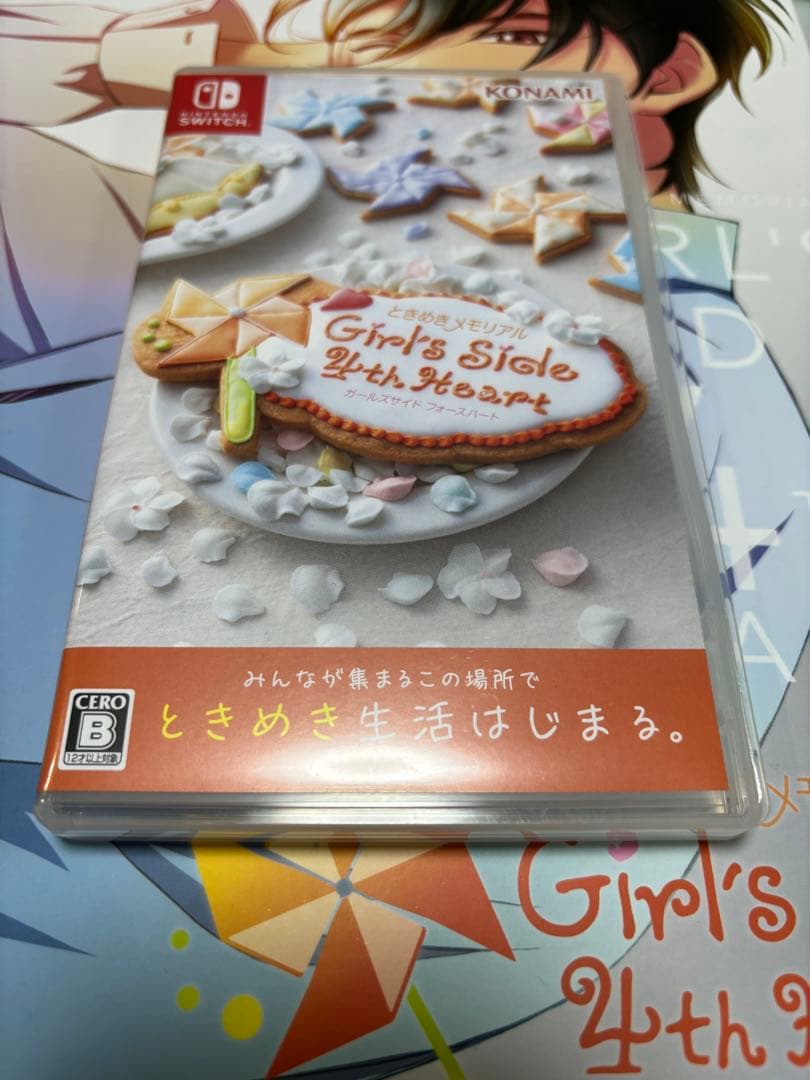 NINTENDO
SWITCH
KONAMI
ときめきメモリアル
Girl's Side
4th Heart
ガールズサイド フォースハート
みんなが集まるこの場所で
ときめき生活はじまる。
CERO
B
12才以上対象
Girl's
4th